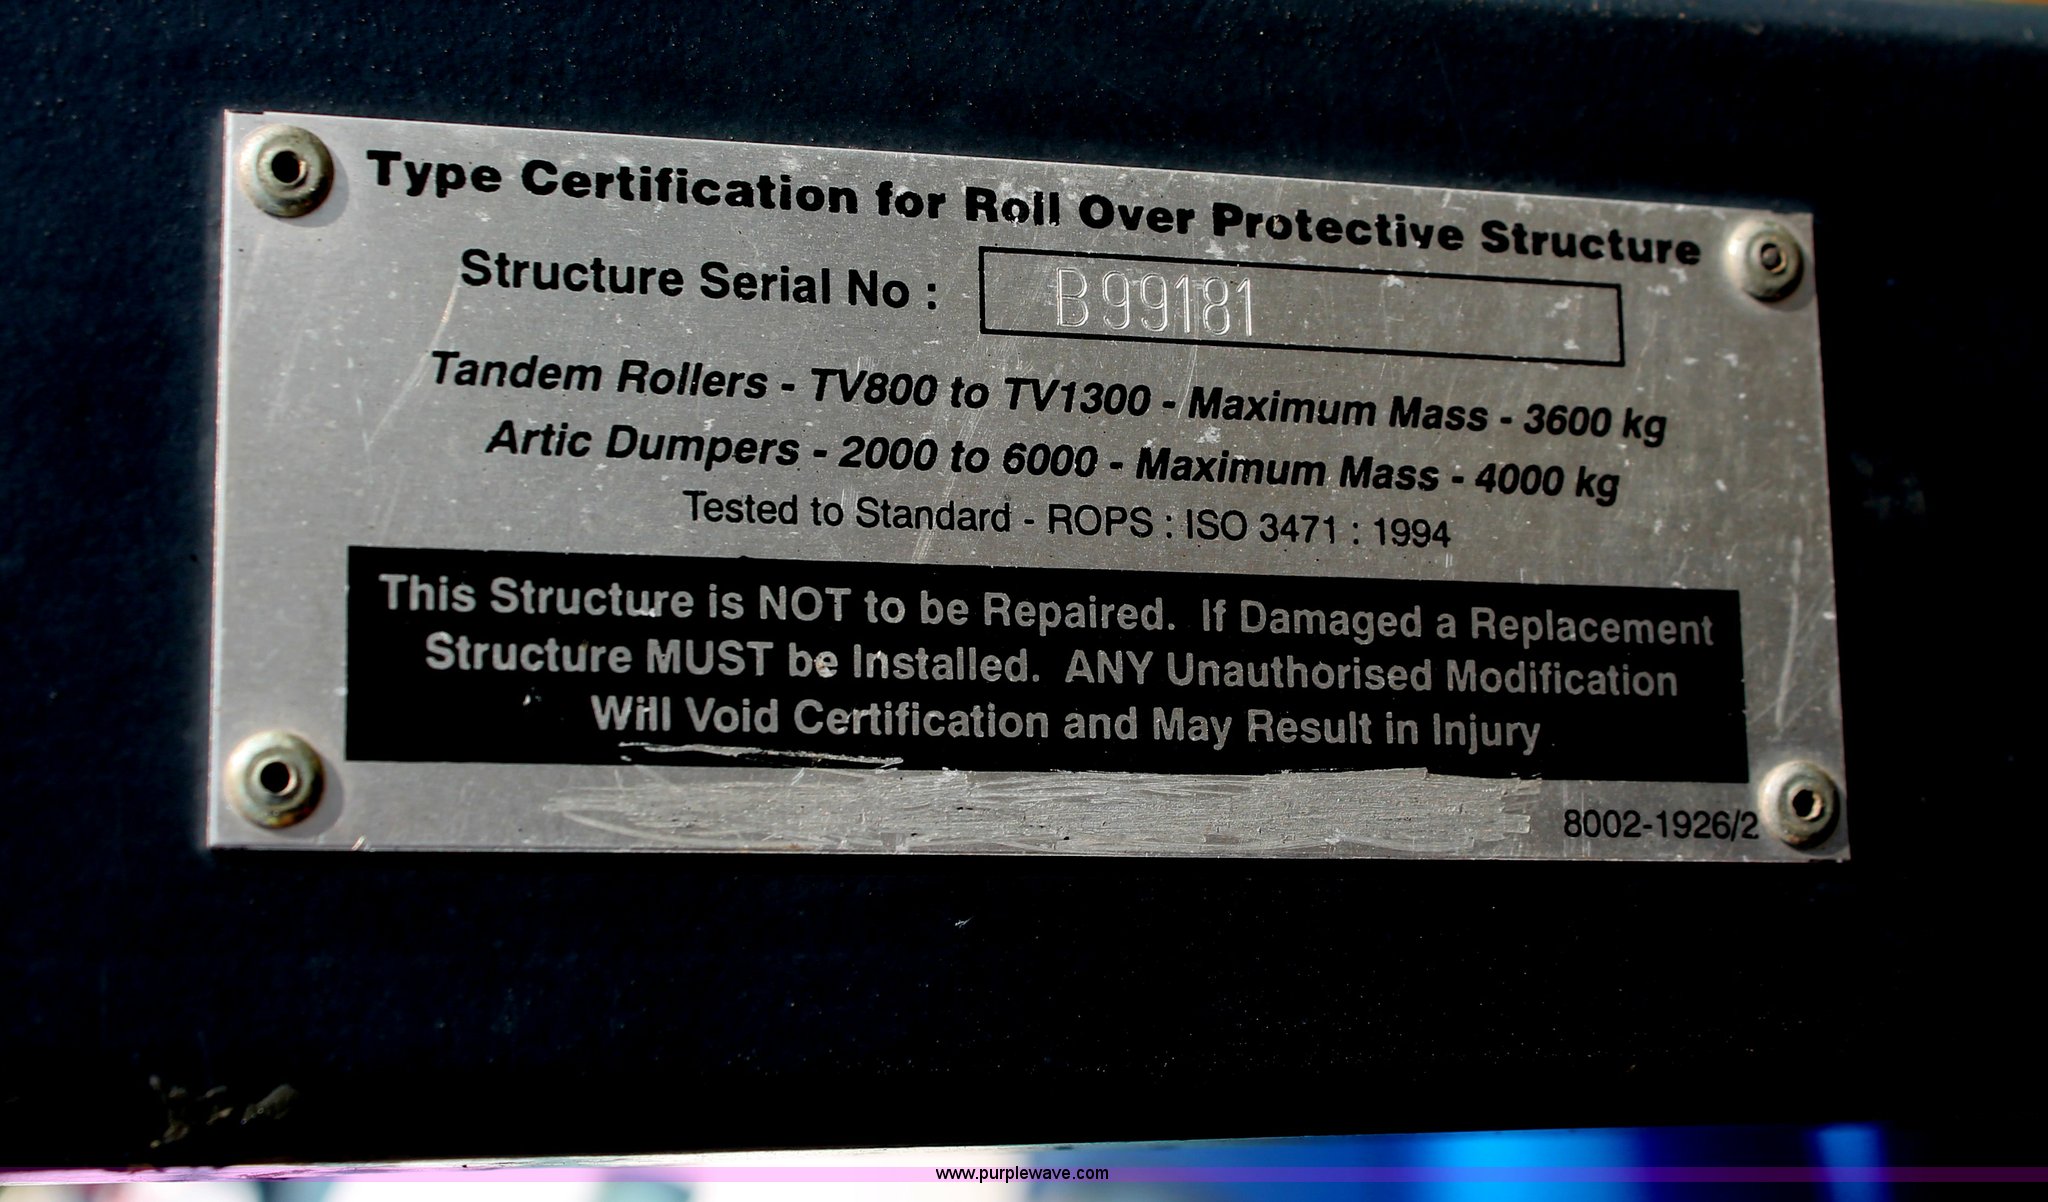 Type Certification for Roll Over Protective Structure
Structure Serial No : B99181
Tandem Rollers - TV800 to TV1300 - Maximum Mass - 3600 kg
Artic Dumpers - 2000 to 6000 - Maximum Mass - 4000 kg
Tested to Standard - ROPS : ISO 3471 : 1994
This Structure is NOT to be Repaired. If Damaged a Replacement
Structure MUST be Installed. ANY Unauthorised Modification
Will Void Certification and May Result in Injury
8002-1926/2
www.purplewave.com